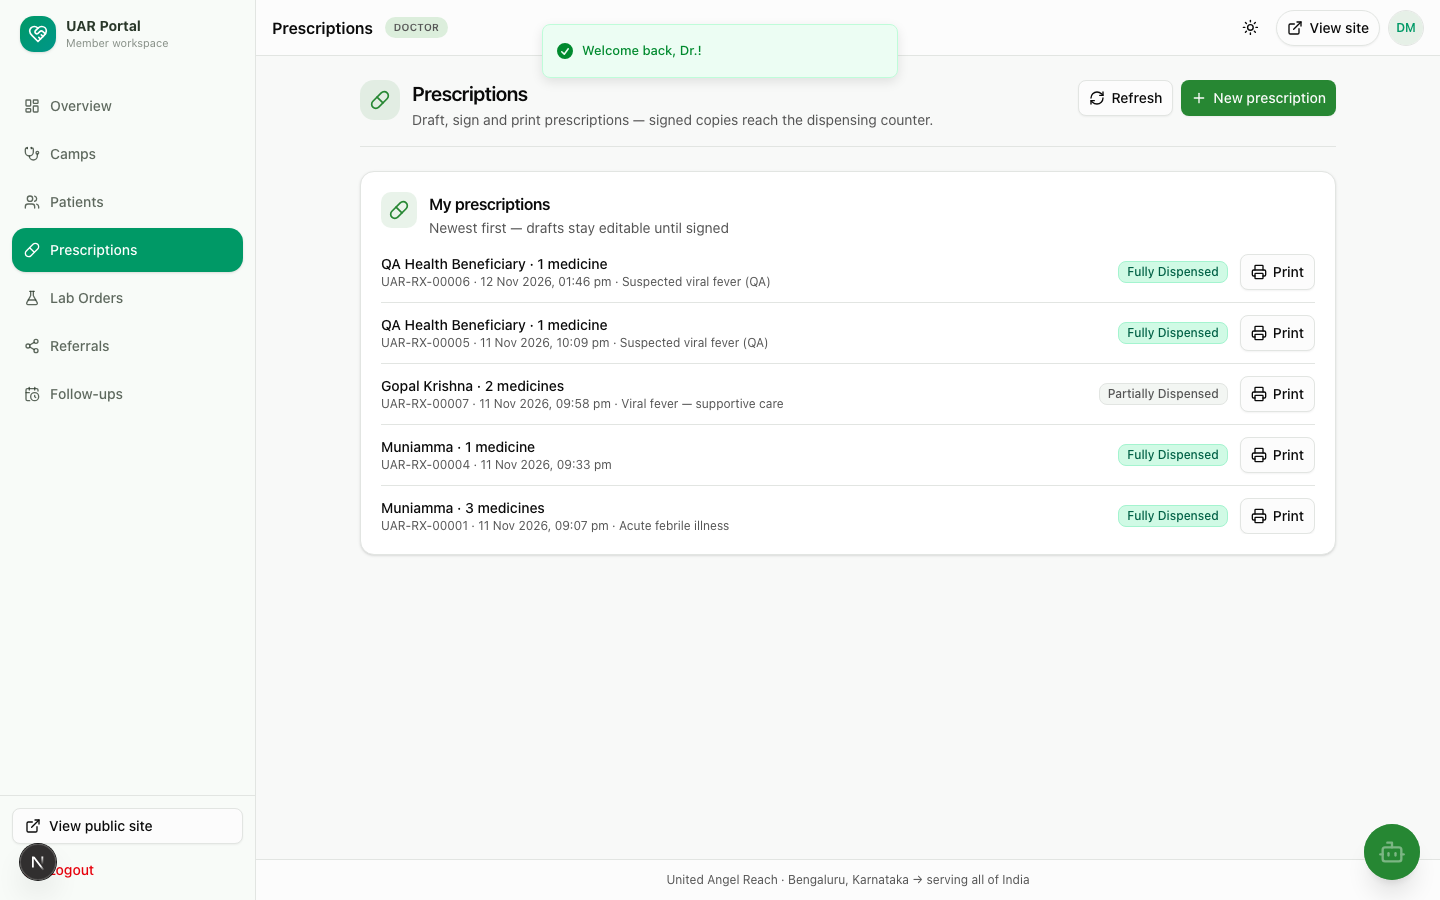 UAR Portal
Member workspace
Overview
Camps
Patients
Prescriptions
Lab Orders
Referrals
Follow-ups
View public site
N
Logout
Prescriptions
DOCTOR
Welcome back, Dr.!
View site
DM
Prescriptions
Draft, sign and print prescriptions — signed copies reach the dispensing counter.
Refresh
New prescription
My prescriptions
Newest first — drafts stay editable until signed
QA Health Beneficiary · 1 medicine
UAR-RX-00006 · 12 Nov 2026, 01:46 pm · Suspected viral fever (QA)
Fully Dispensed
Print
QA Health Beneficiary · 1 medicine
UAR-RX-00005 · 11 Nov 2026, 10:09 pm · Suspected viral fever (QA)
Fully Dispensed
Print
Gopal Krishna · 2 medicines
UAR-RX-00007 · 11 Nov 2026, 09:58 pm · Viral fever — supportive care
Partially Dispensed
Print
Muniamma · 1 medicine
UAR-RX-00004 · 11 Nov 2026, 09:33 pm
Fully Dispensed
Print
Muniamma · 3 medicines
UAR-RX-00001 · 11 Nov 2026, 09:07 pm · Acute febrile illness
Fully Dispensed
Print
United Angel Reach · Bengaluru, Karnataka → serving all of India